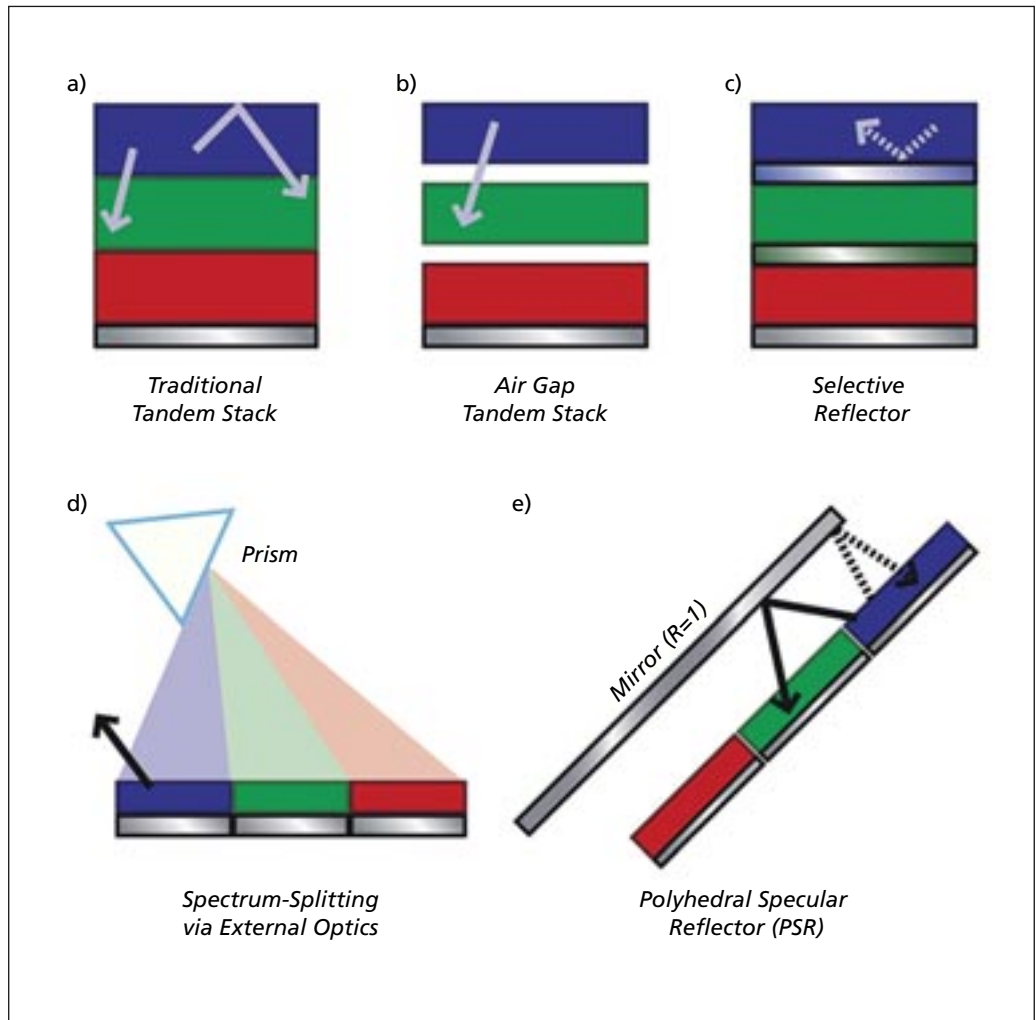 a)
b)
c)
Traditional
Tandem Stack
Air Gap
Tandem Stack
Selective
Reflector
d)
Prism
e)
Mirror (R=1)
Spectrum-Splitting
via External Optics
Polyhedral Specular
Reflector (PSR)